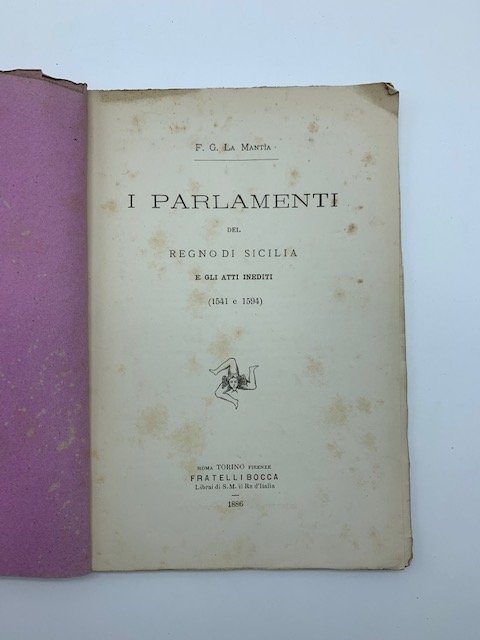 F. G. La Mantìa
I PARLAMENTI
DEL
REGNO DI SICILIA
E GLI ATTI INEDITI
(1541 e 1594)
ROMA TORINO FIRENZE
FRATELLI BOCCA
Librai di S. M. il Re d'Italia
1886